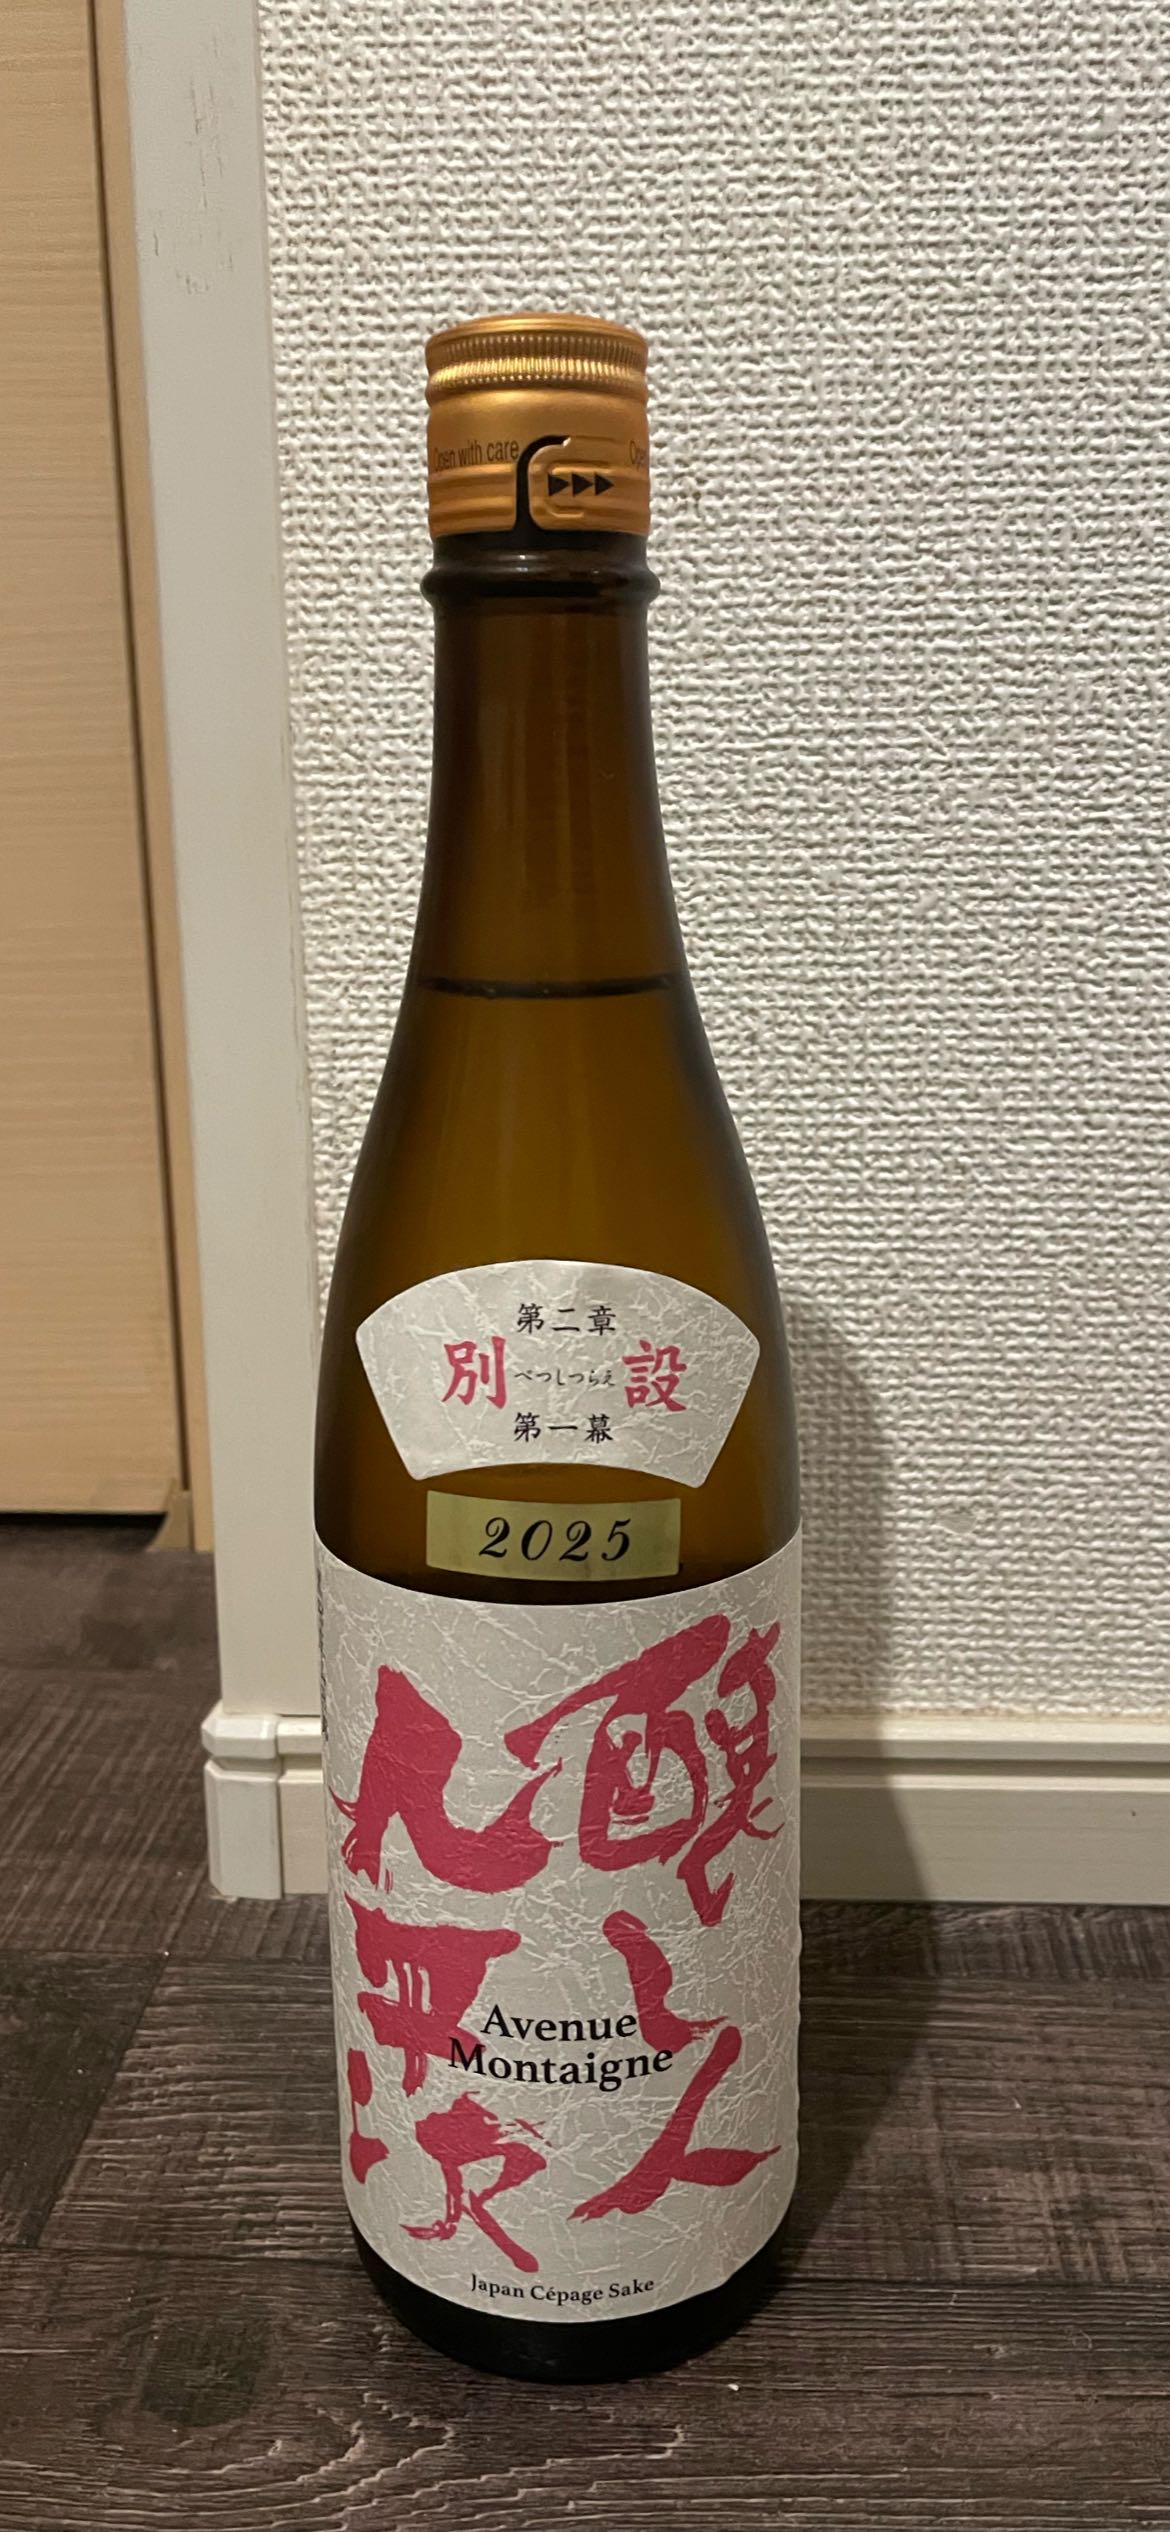 Open with care
第二章
別 べつしつらえ 設
第一幕
2025
醸し人
九平次
Avenue
Montaigne
Japan Cépage Sake